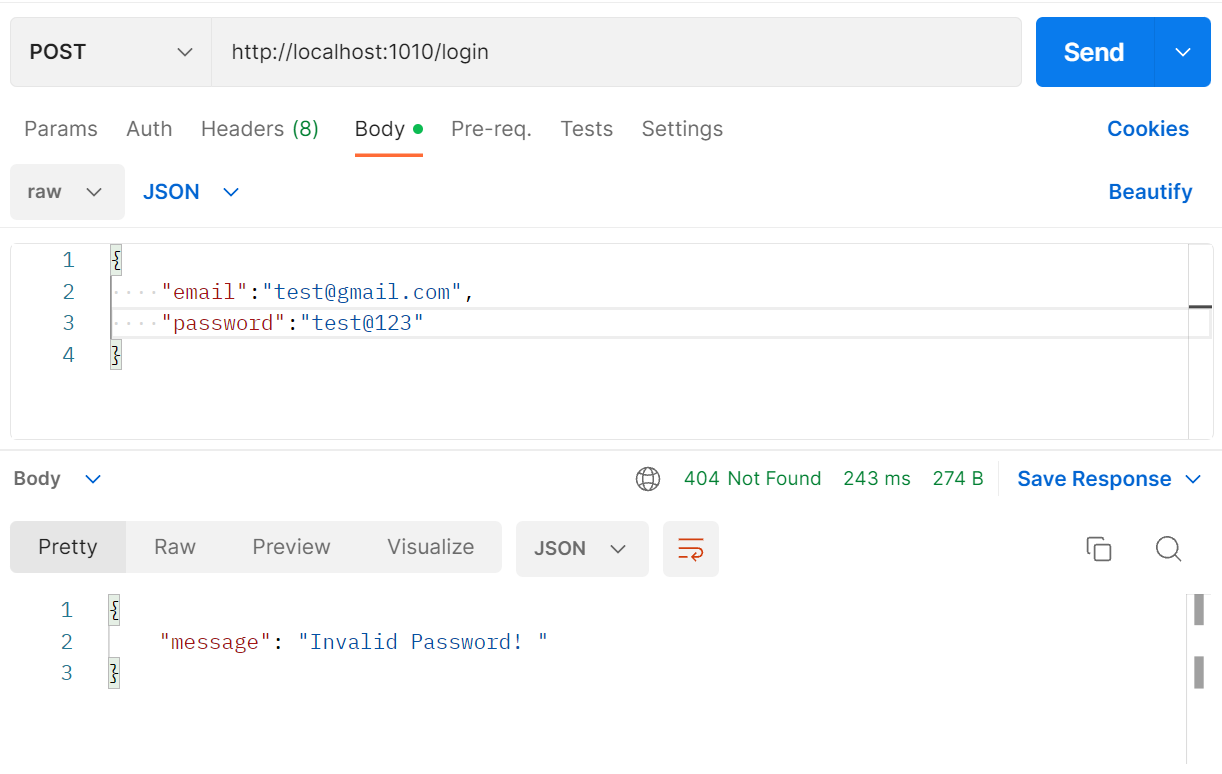 POST http://localhost:1010/login Send
Params Auth Headers (8) Body Pre-req. Tests Settings Cookies
raw JSON Beautify
1 {
2 ····"email":"test@gmail.com",
3 ····"password":"test@123"
4 }
Body 404 Not Found 243 ms 274 B Save Response
Pretty Raw Preview Visualize JSON
1 {
2 "message": "Invalid Password! "
3 }